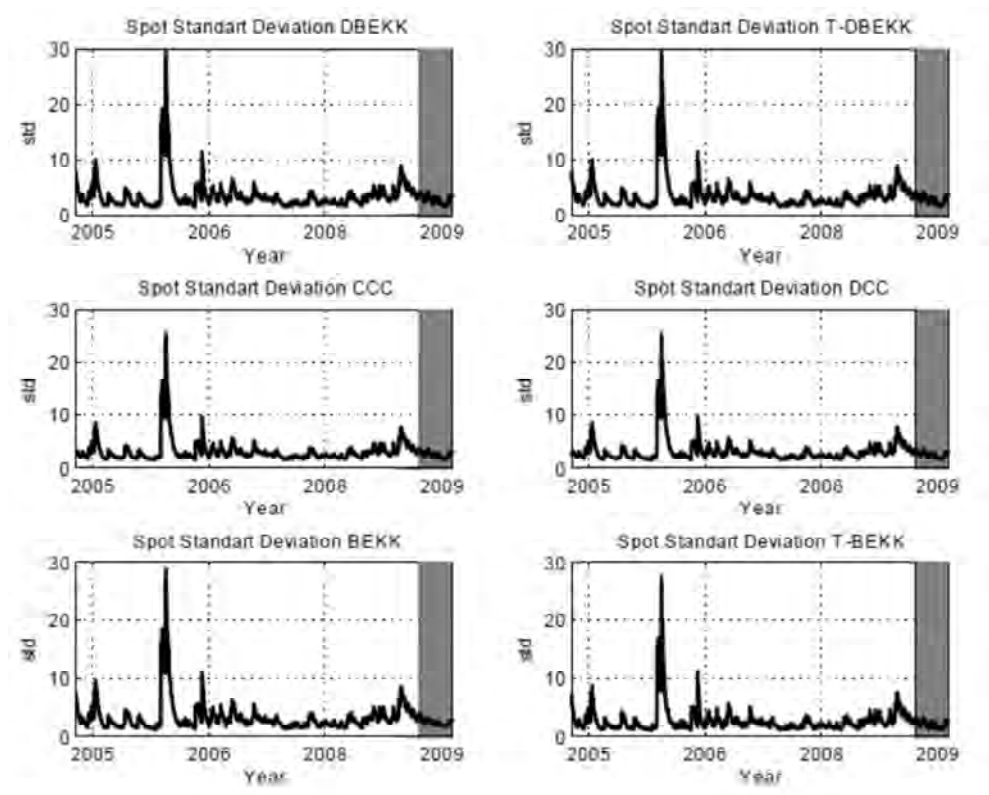 Spot Standart Deviation DBEKK
Spot Standart Deviation T-DBEKK
30
20
10
0
std
2005 2006 2008 2009
Year
30
20
10
0
std
2005 2006 2008 2009
Year
Spot Standart Deviation CCC
Spot Standart Deviation DCC
30
20
10
0
std
2005 2006 2008 2009
Year
30
20
10
0
std
2005 2006 2008 2009
Year
Spot Standart Deviation BEKK
Spot Standart Deviation T-BEKK
30
20
10
0
std
2005 2006 2008 2009
Year
30
20
10
0
std
2005 2006 2008 2009
Year